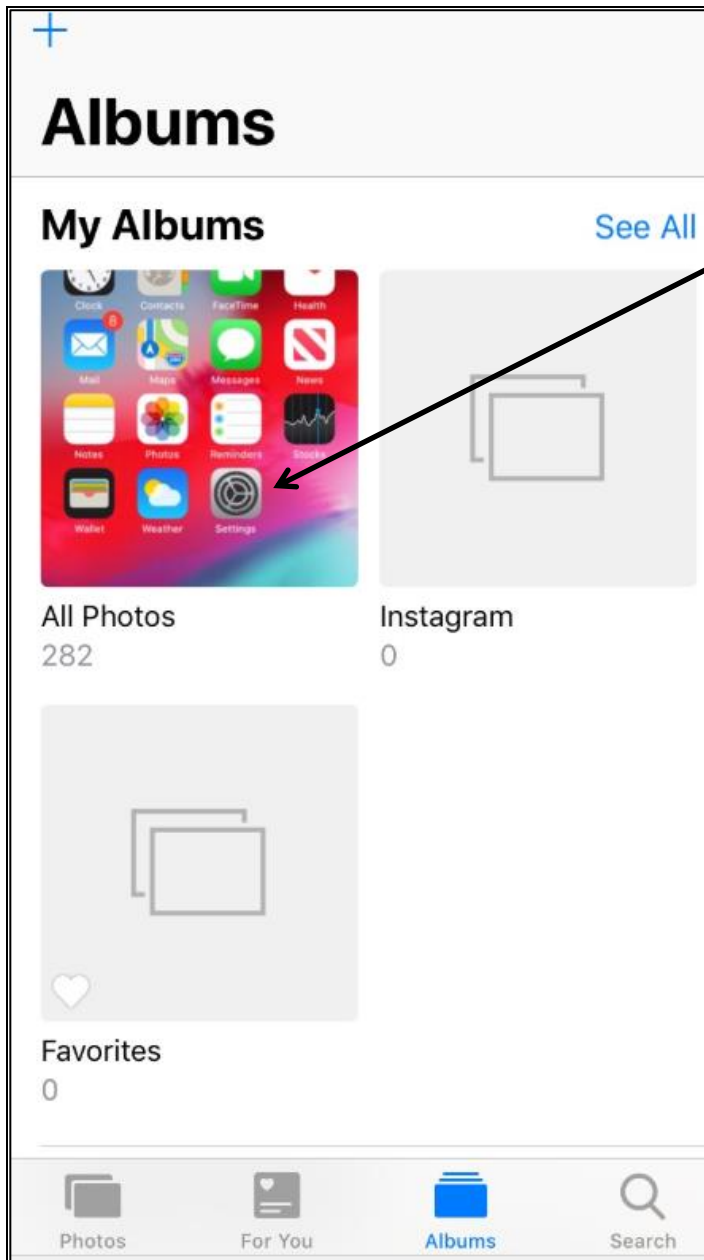 Albums
My Albums See All
Clock Contacts FaceTime Health
8
Mail Maps Messages News
Notes Photos Reminders Stocks
Wallet Weather Settings
All Photos Instagram
282 0
Favorites
0
Photos For You Albums Search